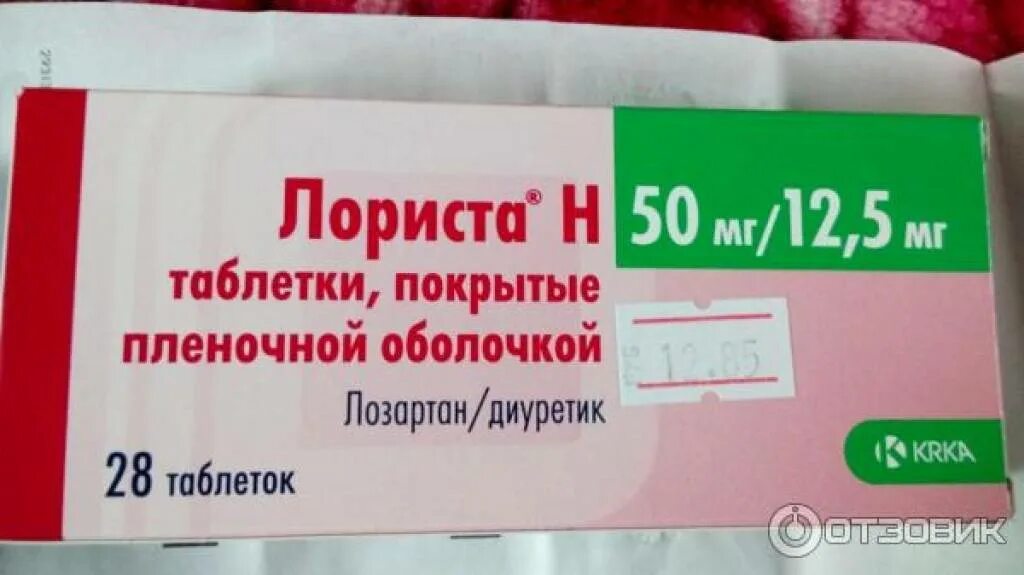 Лориста® Н
таблетки, покрытые
пленочной оболочкой
Лозартан/диуретик
28 таблеток
50 мг/12,5 мг
12.85
KRKA
ОТЗОВИК